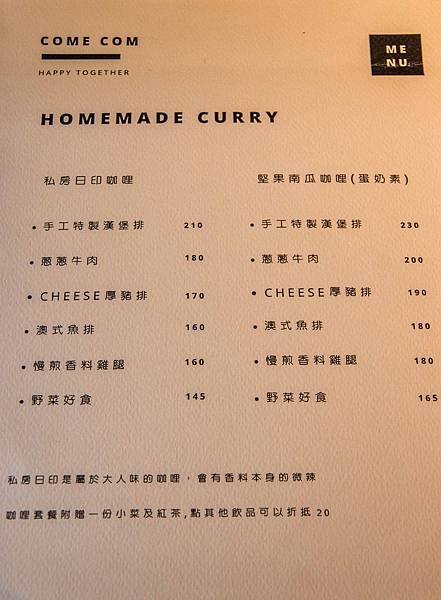 COME COM
HAPPY TOGETHER
ME
NU.
HOMEMADE CURRY
私房日印咖哩
• 手工特製漢堡排 210
• 蔥蔥牛肉 180
• CHEESE厚豬排 170
• 澳式魚排 160
• 慢煎香料雞腿 160
• 野菜好食 145
堅果南瓜咖哩(蛋奶素)
• 手工特製漢堡排 230
• 蔥蔥牛肉 200
• CHEESE厚豬排 190
• 澳式魚排 180
• 慢煎香料雞腿 180
• 野菜好食 165
私房日印是屬於大人味的咖哩，會有香料本身的微辣
咖哩套餐附贈一份小菜及紅茶,點其他飲品可以折抵 20